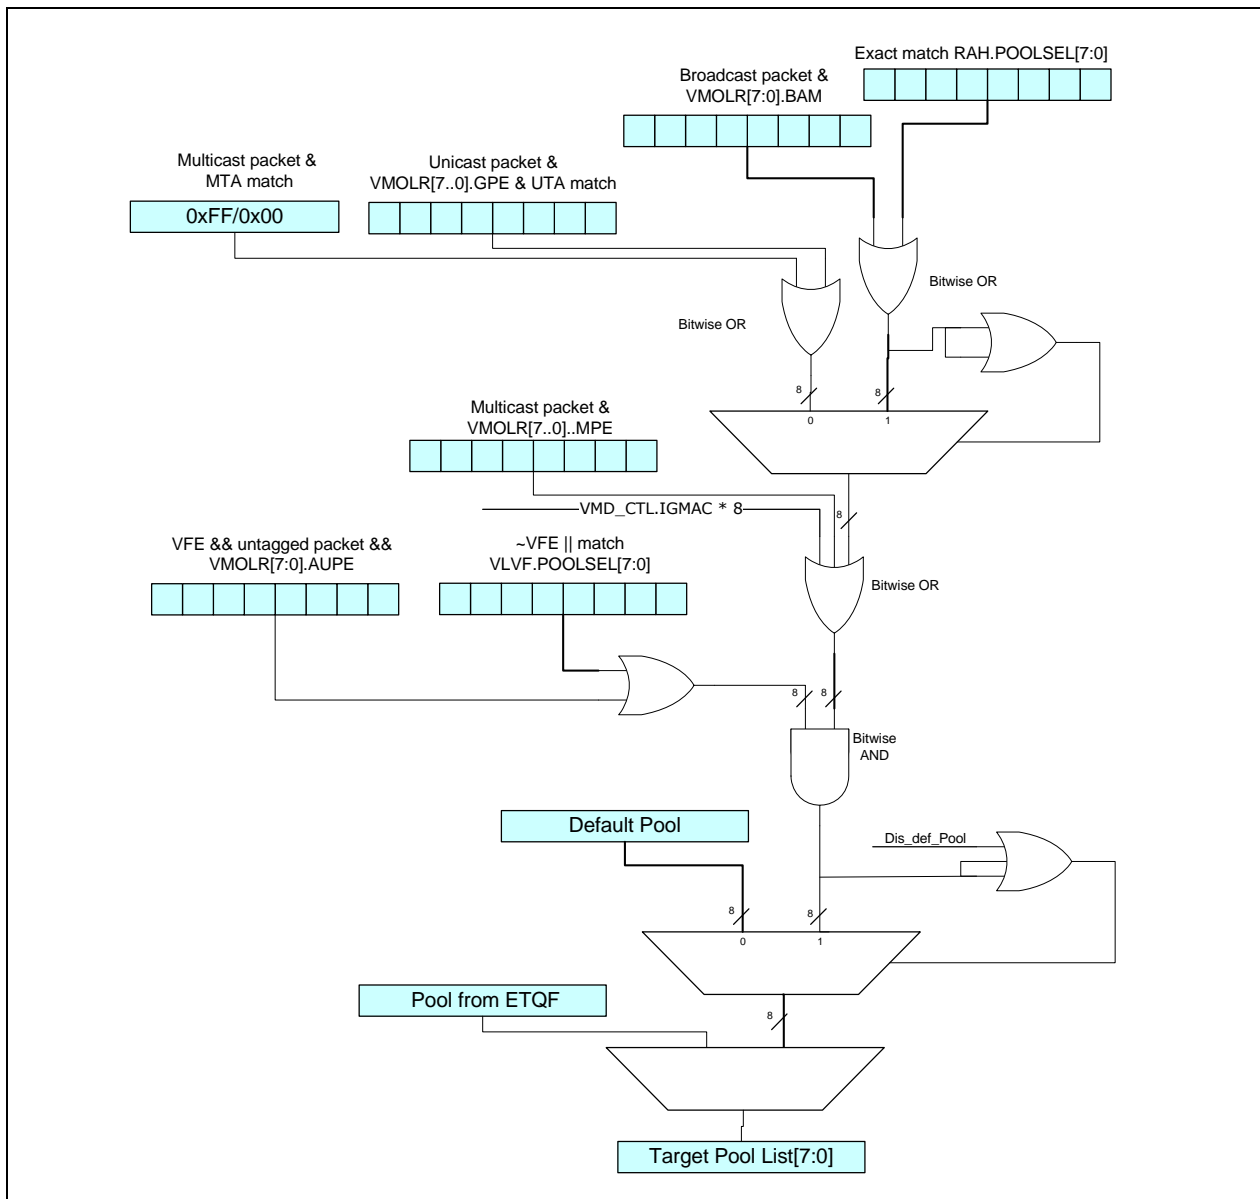 Exact match RAH.POOLSEL[7:0]
Broadcast packet &
VMOLR[7:0].BAM
Multicast packet &
MTA match
Unicast packet &
VMOLR[7..0].GPE & UTA match
0xFF/0x00
Bitwise OR
Bitwise OR
8
8
0
1
Multicast packet &
VMOLR[7..0]..MPE
VMD_CTL.IGMAC * 8
8
VFE && untagged packet &&
VMOLR[7:0].AUPE
~VFE || match
VLVF.POOLSEL[7:0]
Bitwise OR
8
8
Bitwise
AND
Default Pool
Dis_def_Pool
8
8
0
1
Pool from ETQF
8
Target Pool List[7:0]